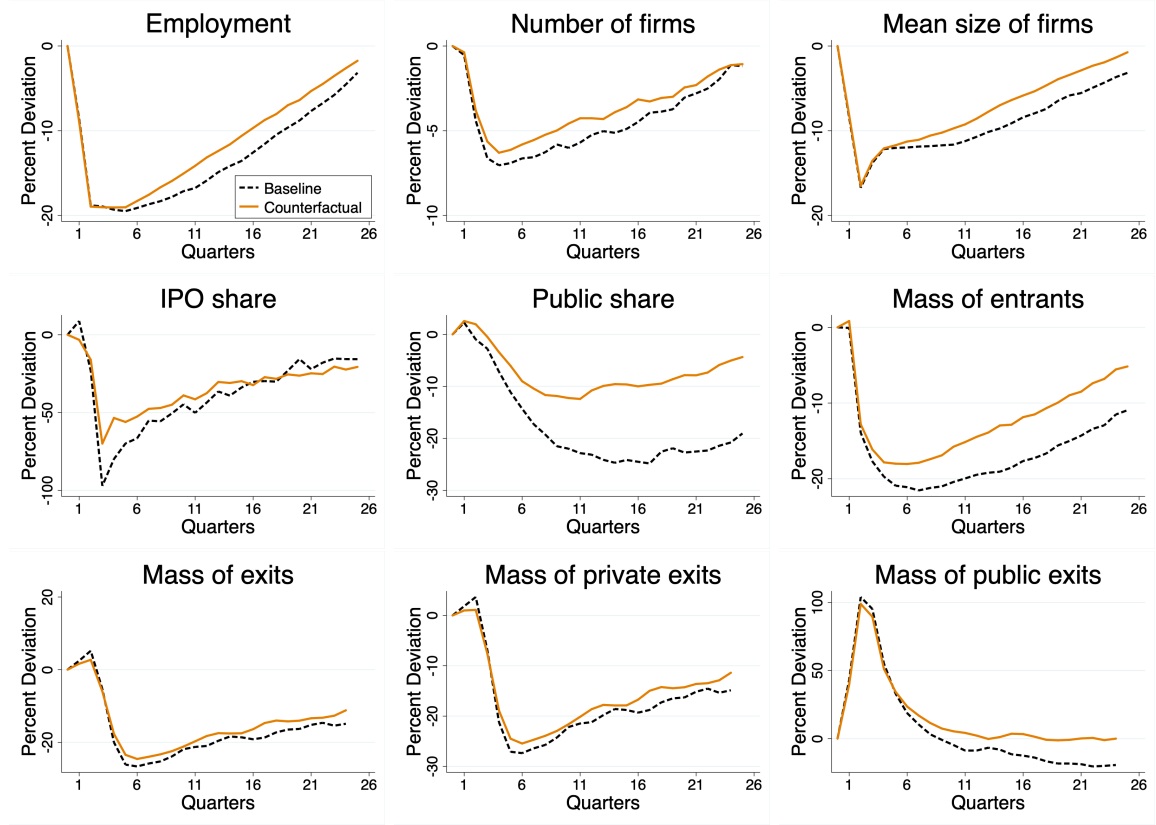 Employment
Percent Deviation
0
-10
-20
Baseline
Counterfactual
1 6 11 16 21 26
Quarters
Number of firms
Percent Deviation
0
-5
-10
1 6 11 16 21 26
Quarters
Mean size of firms
Percent Deviation
0
-10
-20
1 6 11 16 21 26
Quarters
IPO share
Percent Deviation
0
-50
-100
1 6 11 16 21 26
Quarters
Public share
Percent Deviation
0
-10
-20
-30
1 6 11 16 21 26
Quarters
Mass of entrants
Percent Deviation
0
-10
-20
1 6 11 16 21 26
Quarters
Mass of exits
Percent Deviation
20
0
-20
1 6 11 16 21 26
Quarters
Mass of private exits
Percent Deviation
0
-10
-20
-30
1 6 11 16 21 26
Quarters
Mass of public exits
Percent Deviation
100
50
0
1 6 11 16 21 26
Quarters